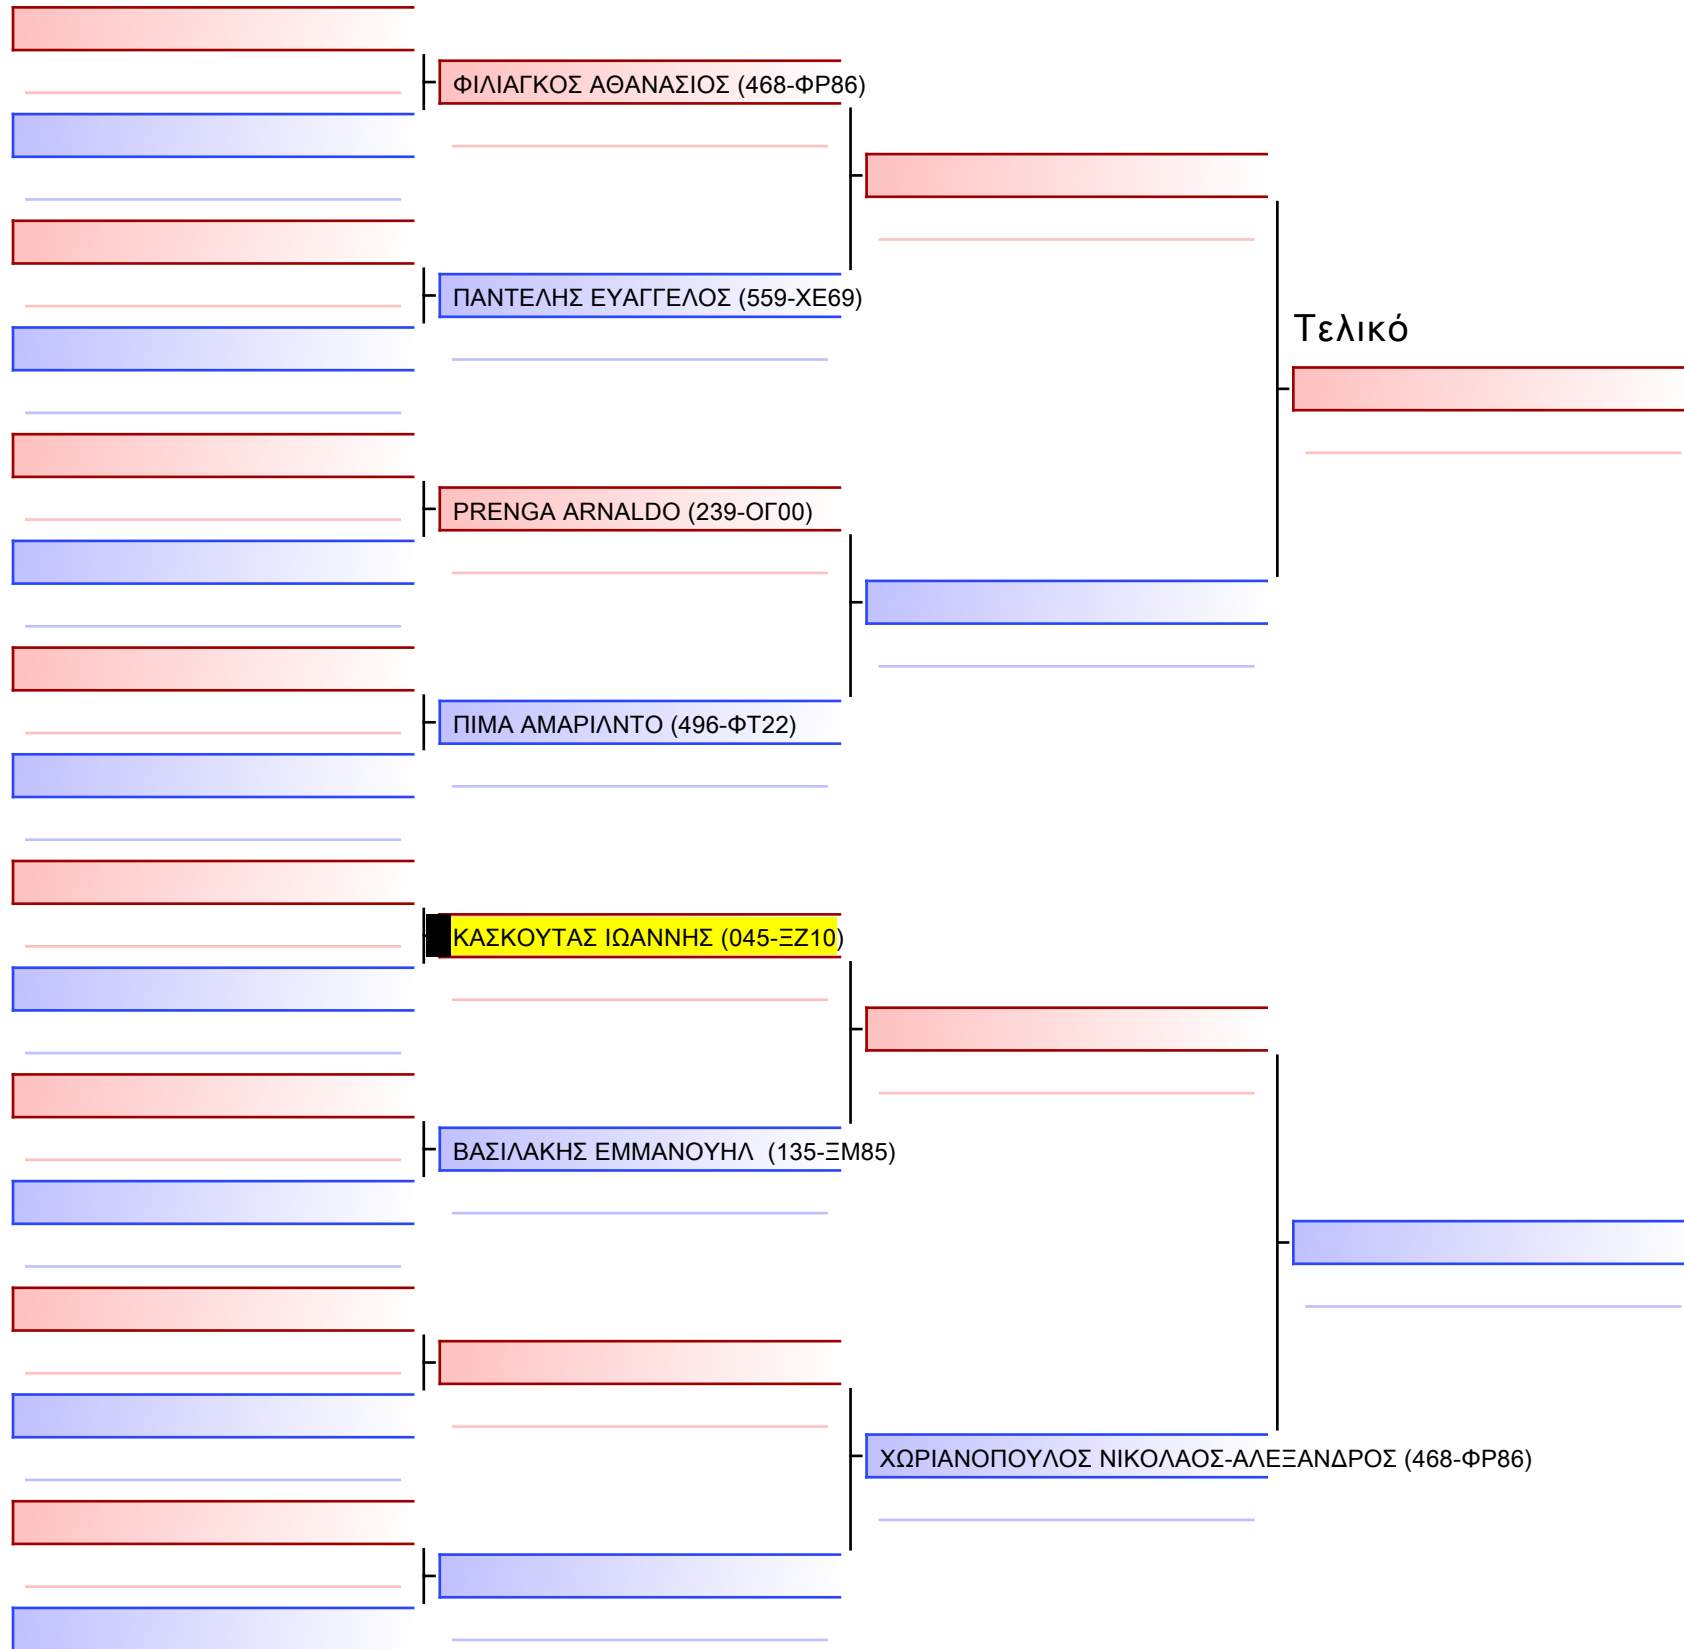 ΦΙΛΙΑΓΚΟΣ ΑΘΑΝΑΣΙΟΣ (468-ΦΡ86)
ΠΑΝΤΕΛΗΣ ΕΥΑΓΓΕΛΟΣ (559-ΧΕ69)
Τελικό
PRENGA ARNALDO (239-ΟΓ00)
ΠΙΜΑ ΑΜΑΡΙΛΝΤΟ (496-ΦΤ22)
ΚΑΣΚΟΥΤΑΣ ΙΩΑΝΝΗΣ (045-ΞΖ10)
ΒΑΣΙΛΑΚΗΣ ΕΜΜΑΝΟΥΗΛ  (135-ΞΜ85)
ΧΩΡΙΑΝΟΠΟΥΛΟΣ ΝΙΚΟΛΑΟΣ-ΑΛΕΞΑΝΔΡΟΣ (468-ΦΡ86)